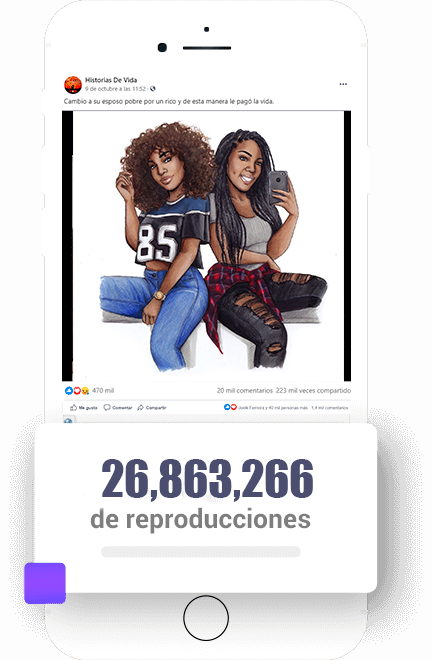 Historias De Vida
9 de octubre a las 11:52 ·
Cambio a su esposo pobre por un rico y de esta manera le pagó la vida.
85
470 mil
20 mil comentarios 223 mil veces compartido
Me gusta Comentar Compartir
y 40 mil personas más 1,4 mil comentarios
26,863,266
de reproducciones